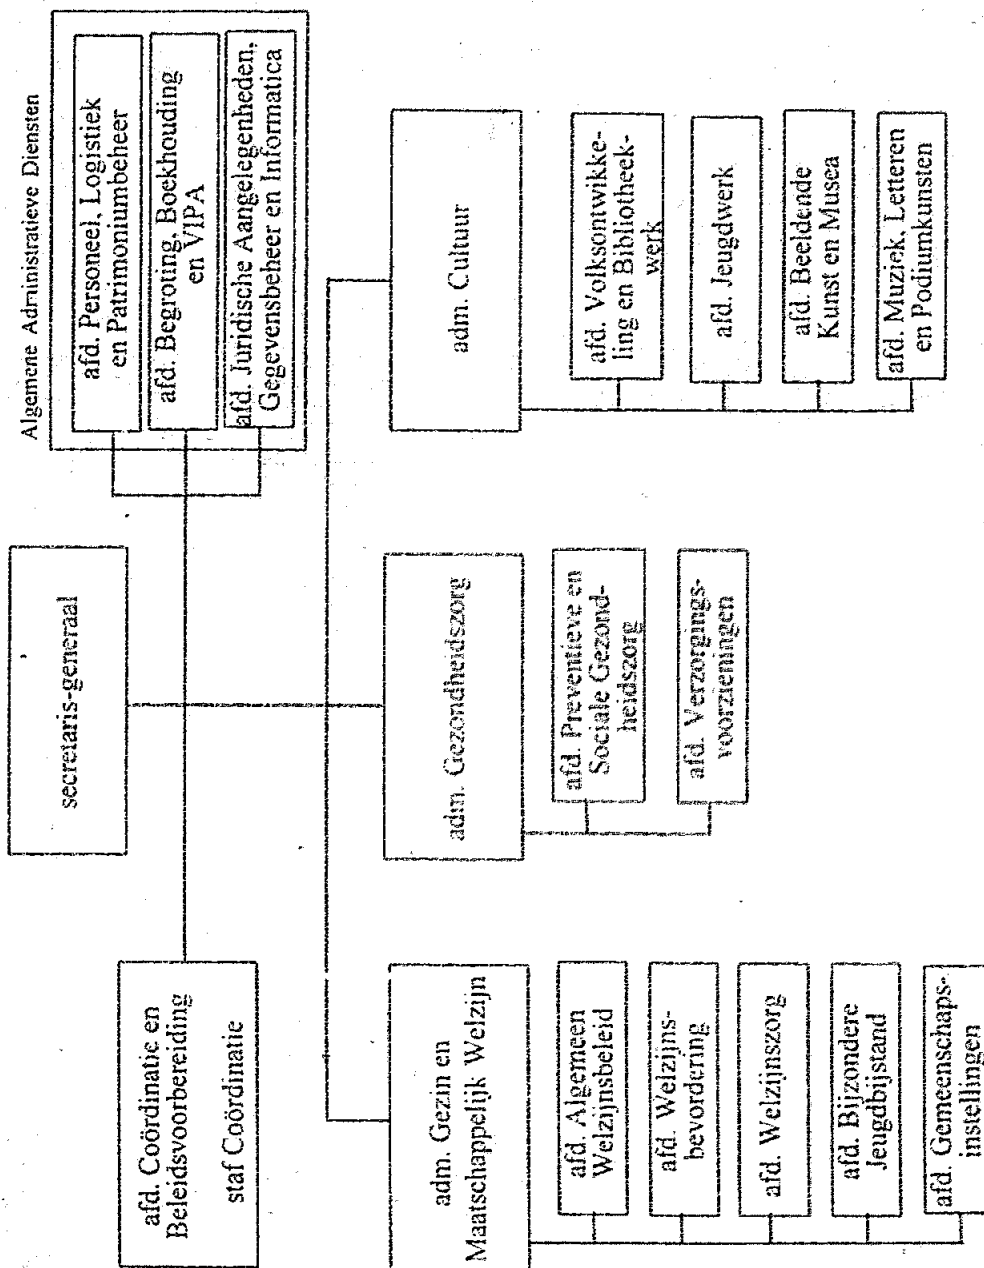 secretaris-generaal
afd. Coördinatie en
Beleidsvoorbereiding
staf Coördinatie
Algemene Administratieve Diensten
afd. Personeel, Logistiek
en Patrimoniumbeheer
afd. Begroting, Boekhouding
en VIPA
afd. Juridische Aangelegenheden,
Gegevensbeheer en Informatica
adm. Gezin en
Maatschappelijk Welzijn
afd. Algemeen
Welzijnsbeleid
afd. Welzijns-
bevordering
afd. Welzijnszorg
afd. Bijzondere
Jeugdbijstand
afd. Gemeenschaps-
instellingen
adm. Gezondheidszorg
afd. Preventieve en
Sociale Gezond-
heidszorg
afd. Verzorgings-
voorzieningen
adm. Cultuur
afd. Volksontwikke-
ling en Bibliotheek-
werk
afd. Jeugdwerk
afd. Beeldende
Kunst en Musea
afd. Muziek, Letteren
en Podiumkunsten